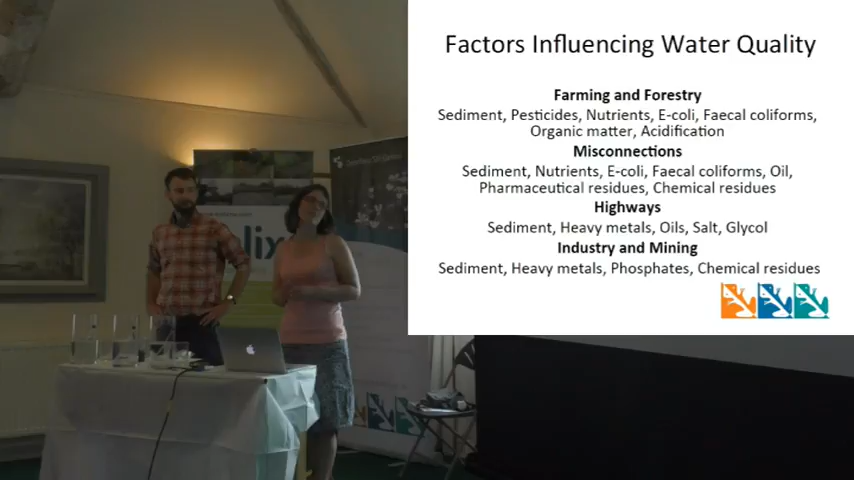 Factors Influencing Water Quality
Farming and Forestry
Sediment, Pesticides, Nutrients, E-coli, Faecal coliforms,
Organic matter, Acidification
Misconnections
Sediment, Nutrients, E-coli, Faecal coliforms, Oil,
Pharmaceutical residues, Chemical residues
Highways
Sediment, Heavy metals, Oils, Salt, Glycol
Industry and Mining
Sediment, Heavy metals, Phosphates, Chemical residues